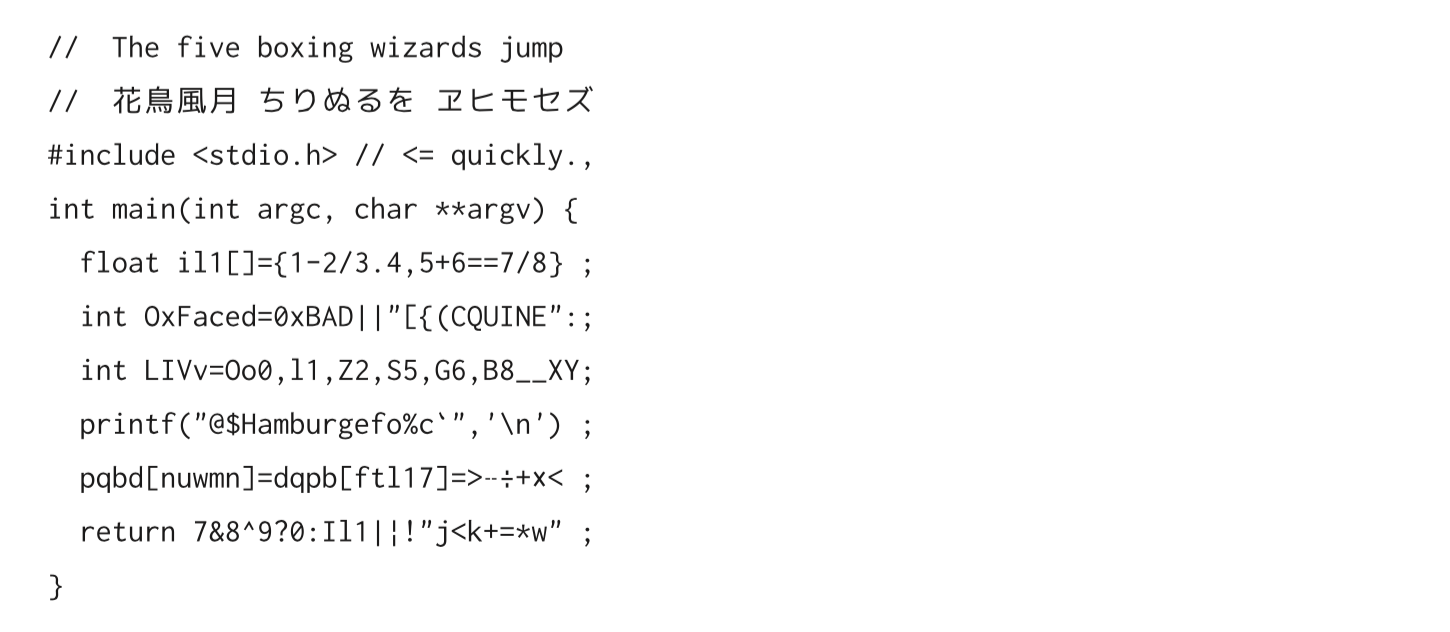 //  The five boxing wizards jump
//  花鳥風月 ちりぬるを ヱヒモセズ
#include <stdio.h> // <= quickly.,
int main(int argc, char **argv) {
  float il1[]={1-2/3.4,5+6==7/8} ;
  int OxFaced=0xBAD||"[{(CQUINE":;
  int LIVv=Oo0,l1,Z2,S5,G6,B8__XY;
  printf("@$Hamburgefo%c`",'\n') ;
  pqbd[nuwmn]=dqpb[ftl17]=>--÷+x< ;
  return 7&8^9?0:Il1|¦!"j<k+=*w" ;
}